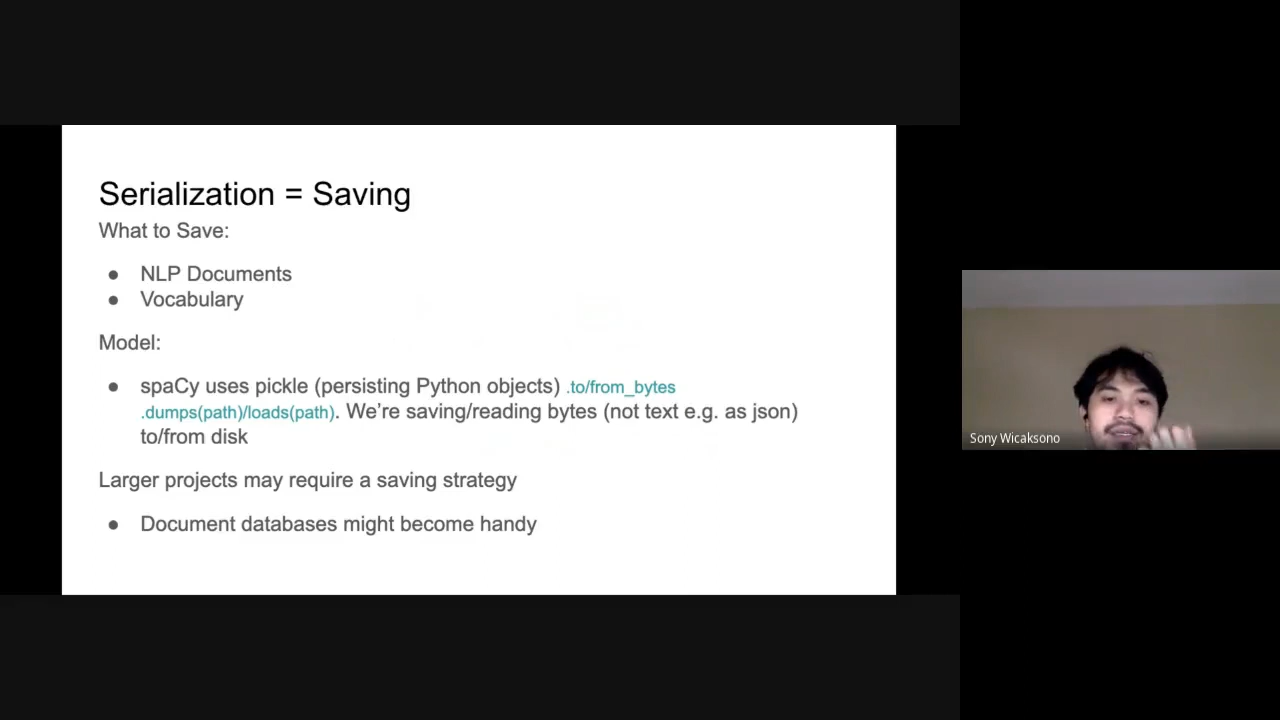 Serialization = Saving
What to Save:
● NLP Documents
● Vocabulary
Model:
● spaCy uses pickle (persisting Python objects) .to/from_bytes
.dumps(path)/loads(path). We’re saving/reading bytes (not text e.g. as json)
to/from disk
Larger projects may require a saving strategy
● Document databases might become handy
Sony Wicaksono